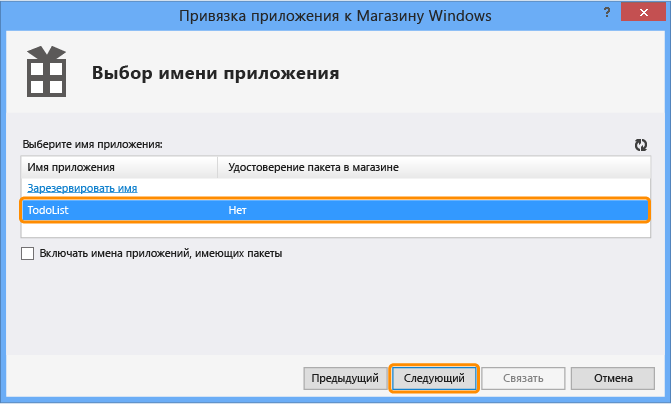 Привязка приложения к Магазину Windows
Выбор имени приложения
Выберите имя приложения:
Имя приложения Удостоверение пакета в магазине
Зарезервировать имя
TodoList Нет
Включать имена приложений, имеющих пакеты
Предыдущий Следующий Связать Отмена